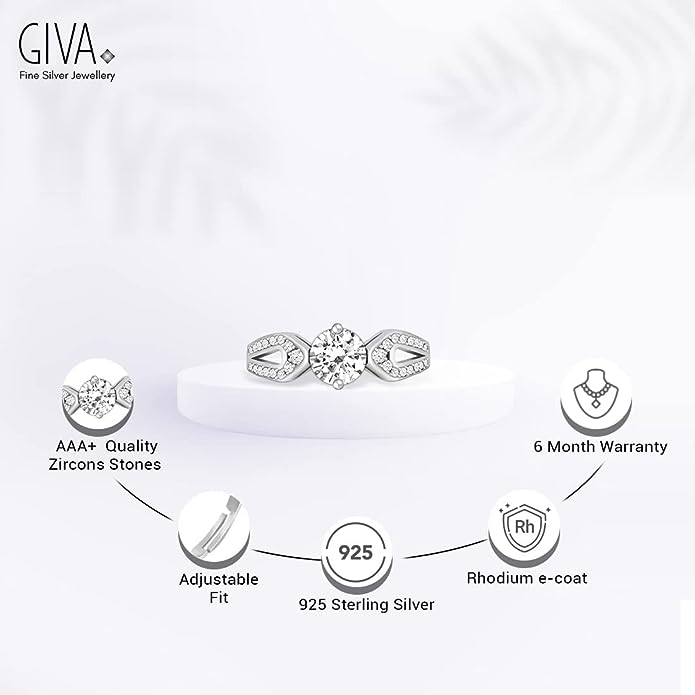 GIVA
Fine Silver Jewellery
AAA+ Quality
Zircons Stones
6 Month Warranty
Adjustable
Fit
925
925 Sterling Silver
Rh
Rhodium e-coat